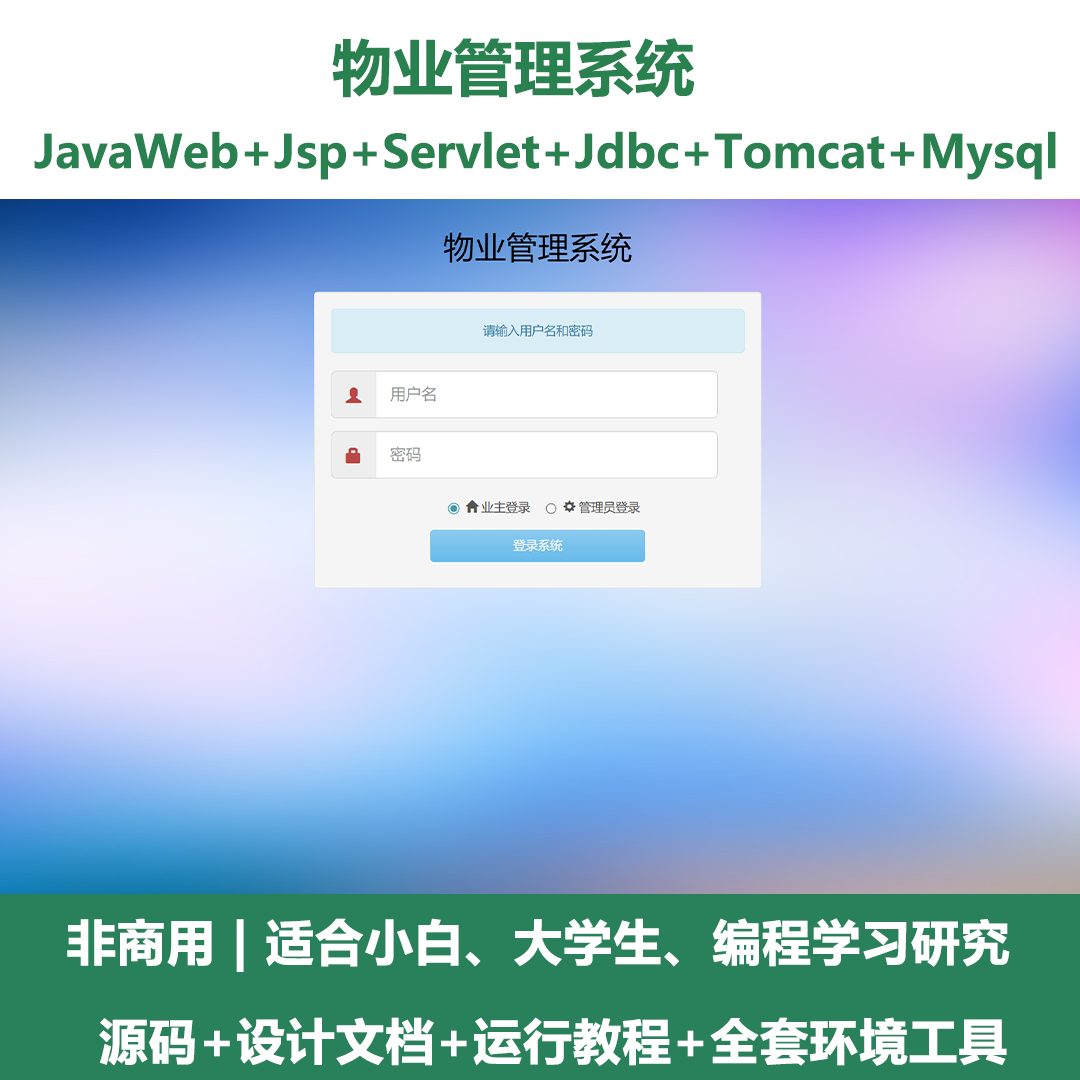 物业管理系统
JavaWeb+Jsp+Servlet+Jdbc+Tomcat+Mysql
物业管理系统
请输入用户名和密码
用户名
密码
业主登录 管理员登录
登录系统
非商用|适合小白、大学生、编程学习研究
源码+设计文档+运行教程+全套环境工具